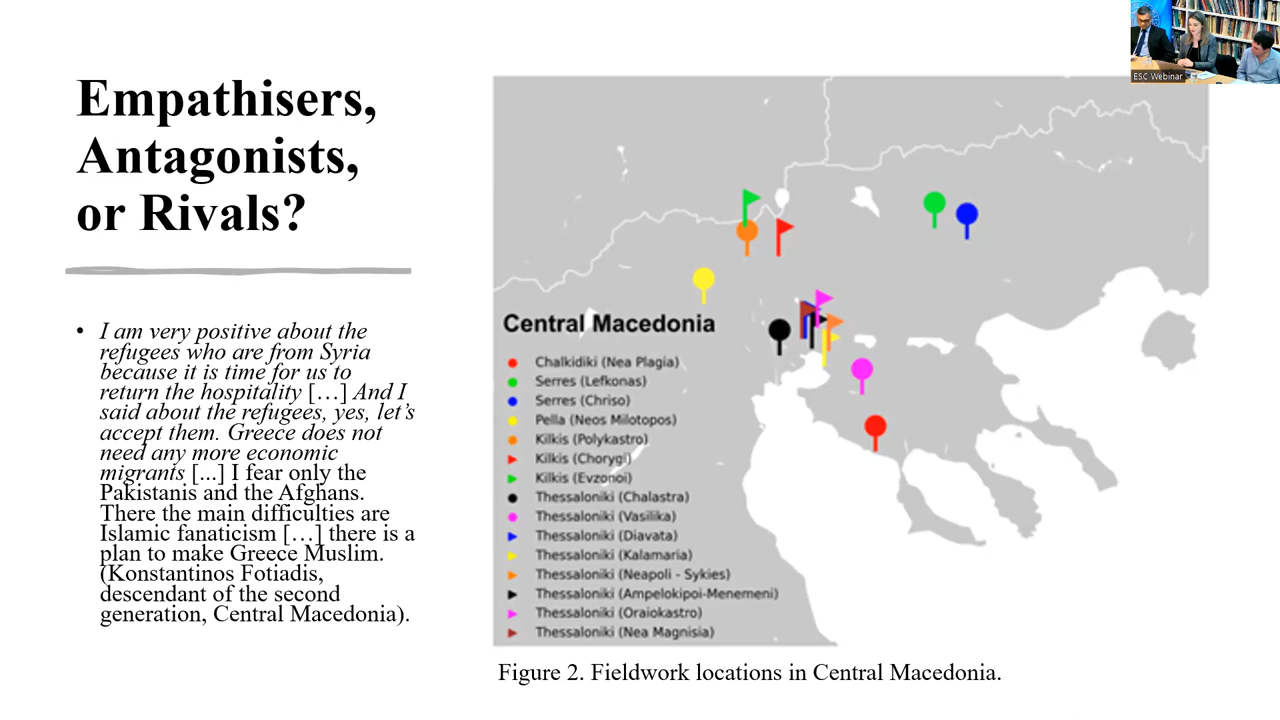 Empathisers,
Antagonists,
or Rivals?
• I am very positive about the
refugees who are from Syria
because it is time for us to
return the hospitality […] And I
said about the refugees, yes, let's
accept them. Greece does not
need any more economic
migrants [...] I fear only the
Pakistanis and the Afghans.
There the main difficulties are
Islamic fanaticism […] there is a
plan to make Greece Muslim.
(Konstantinos Fotiadis,
descendant of the second
generation, Central Macedonia).
ESC Webinar
Central Macedonia
Chalkidiki (Nea Plagia)
Serres (Lefkonas)
Serres (Chriso)
Pella (Neos Milotopos)
Kilkis (Polykastro)
Kilkis (Chorygi)
Kilkis (Evzonoi)
Thessaloniki (Chalastra)
Thessaloniki (Vasilika)
Thessaloniki (Diavata)
Thessaloniki (Kalamaria)
Thessaloniki (Neapoli - Sykies)
Thessaloniki (Ampelokipoi-Menemeni)
Thessaloniki (Oraiokastro)
Thessaloniki (Nea Magnisia)
Figure 2. Fieldwork locations in Central Macedonia.